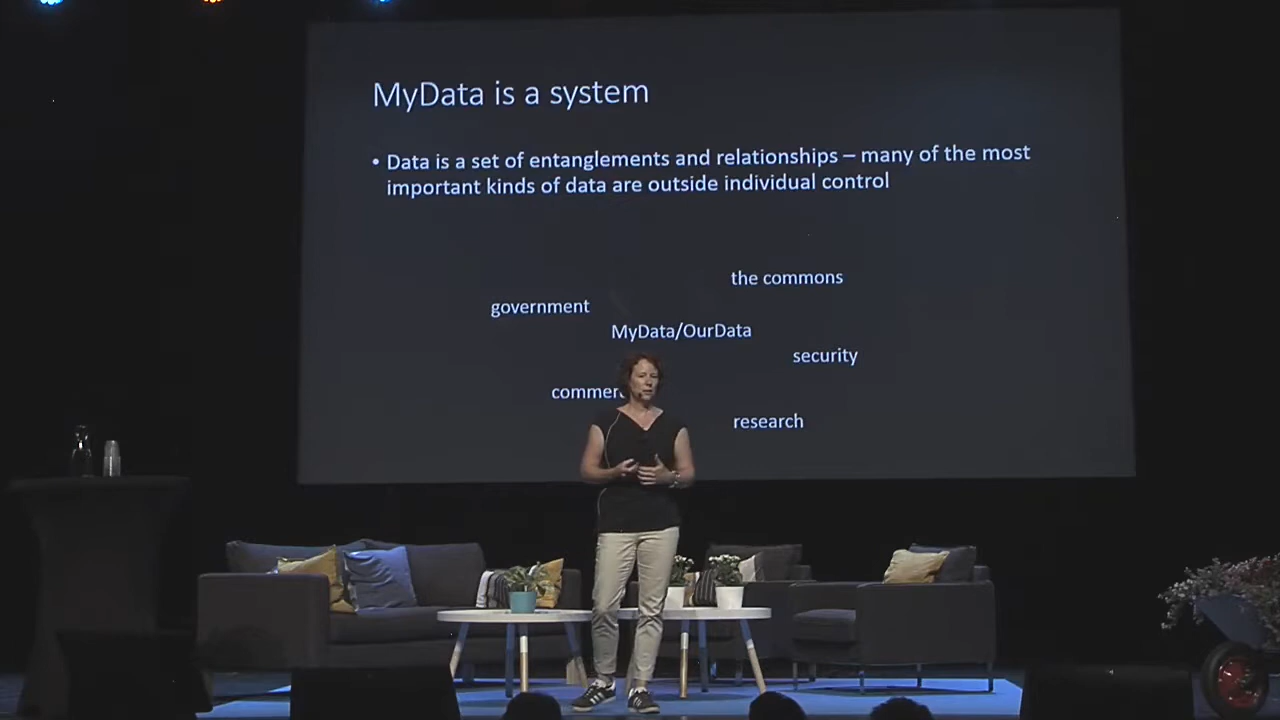 MyData is a system
• Data is a set of entanglements and relationships – many of the most
important kinds of data are outside individual control
the commons
government
MyData/OurData
security
research